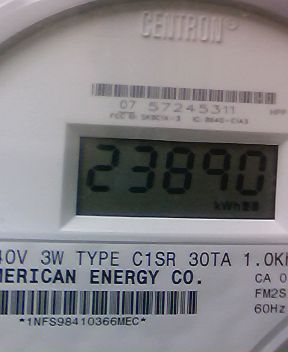 CENTRON®
07 57245311
23890
kWh
40V 3W TYPE C1SR 30TA 1.0K
MERICAN ENERGY CO.
CA 0
FM2S
60Hz
*1NFS98410366MEC*